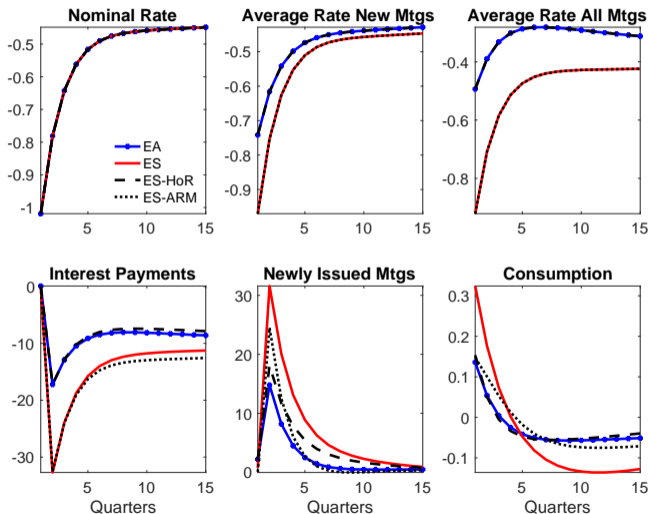 Nominal Rate
-0.5
-0.6
-0.7
-0.8
-0.9
-1
5 10 15
EA
ES
ES-HoR
ES-ARM
Average Rate New Mtgs
-0.5
-0.6
-0.7
-0.8
-0.9
5 10 15
Average Rate All Mtgs
-0.4
-0.6
-0.8
5 10 15
Interest Payments
0
-10
-20
-30
5 10 15
Quarters
Newly Issued Mtgs
30
20
10
0
5 10 15
Quarters
Consumption
0.3
0.2
0.1
0
-0.1
5 10 15
Quarters